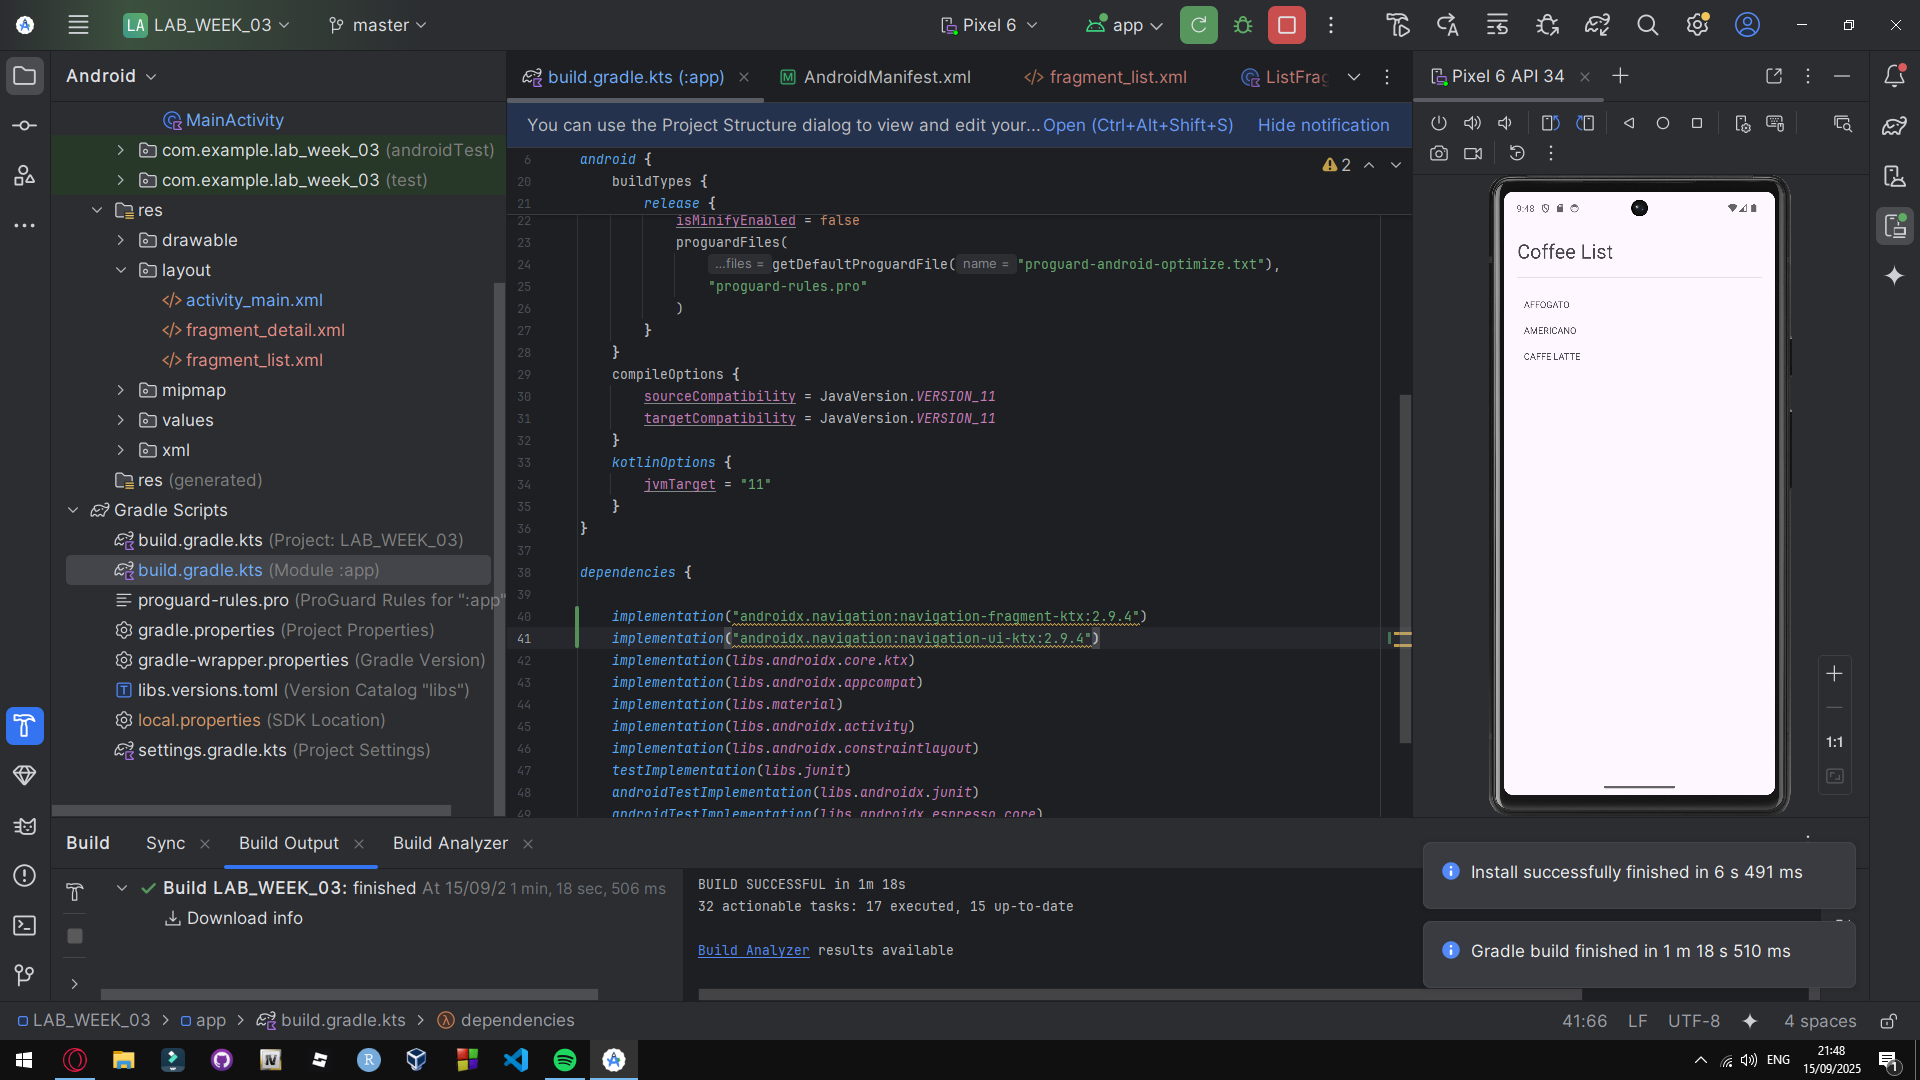 LA LAB_WEEK_03
master
Pixel 6
app
Android
build.gradle.kts (:app)
AndroidManifest.xml
fragment_list.xml
ListFrag
Pixel 6 API 34
You can use the Project Structure dialog to view and edit your... Open (Ctrl+Alt+Shift+S) Hide notification
MainActivity
com.example.lab_week_03 (androidTest)
com.example.lab_week_03 (test)
res
drawable
layout
activity_main.xml
fragment_detail.xml
fragment_list.xml
mipmap
values
xml
res (generated)
Gradle Scripts
build.gradle.kts (Project: LAB_WEEK_03)
build.gradle.kts (Module :app)
proguard-rules.pro (ProGuard Rules for ":app"
gradle.properties (Project Properties)
gradle-wrapper.properties (Gradle Version)
libs.versions.toml (Version Catalog "libs")
local.properties (SDK Location)
settings.gradle.kts (Project Settings)
2
6 android {
20 buildTypes {
21 release {
22 isMinifyEnabled = false
23 proguardFiles(
24 ...files = getDefaultProguardFile( name = "proguard-android-optimize.txt"),
25 "proguard-rules.pro"
26 )
27 }
28 }
29 compileOptions {
30 sourceCompatibility = JavaVersion.VERSION_11
31 targetCompatibility = JavaVersion.VERSION_11
32 }
33 kotlinOptions {
34 jvmTarget = "11"
35 }
36 }
37
38 dependencies {
39
40 implementation("androidx.navigation:navigation-fragment-ktx:2.9.4")
41 implementation("androidx.navigation:navigation-ui-ktx:2.9.4")
42 implementation(libs.androidx.core.ktx)
43 implementation(libs.androidx.appcompat)
44 implementation(libs.material)
45 implementation(libs.androidx.activity)
46 implementation(libs.androidx.constraintlayout)
47 testImplementation(libs.junit)
48 androidTestImplementation(libs.androidx.junit)
49 androidTestImplementation(libs.androidx.espresso.core)
9:48
Coffee List
AFFOGATO
AMERICANO
CAFFE LATTE
1:1
Build
Sync
Build Output
Build Analyzer
Build LAB_WEEK_03: finished At 15/09/2 1 min, 18 sec, 506 ms
Download info
BUILD SUCCESSFUL in 1m 18s
32 actionable tasks: 17 executed, 15 up-to-date
Build Analyzer results available
Install successfully finished in 6 s 491 ms
Gradle build finished in 1 m 18 s 510 ms
LAB_WEEK_03 > app > build.gradle.kts > dependencies
41:66 LF UTF-8 4 spaces
ENG
21:48
15/09/2025
1